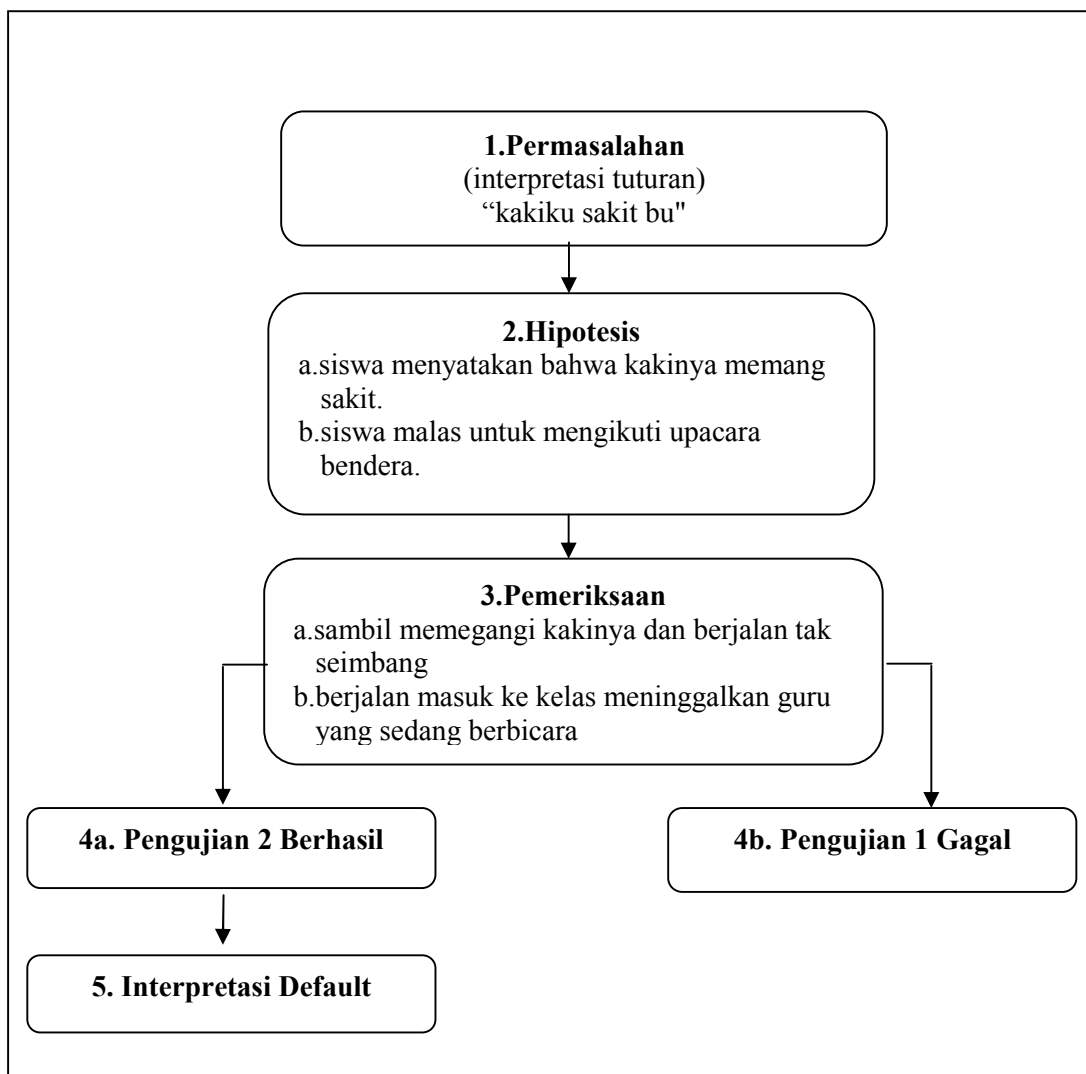 1.Permasalahan
(interpretasi tuturan)
“kakiku sakit bu"
2.Hipotesis
a.siswa menyatakan bahwa kakinya memang
sakit.
b.siswa malas untuk mengikuti upacara
bendera.
3.Pemeriksaan
a.sambil memegangi kakinya dan berjalan tak
seimbang
b.berjalan masuk ke kelas meninggalkan guru
yang sedang berbicara
4a. Pengujian 2 Berhasil
4b. Pengujian 1 Gagal
5. Interpretasi Default